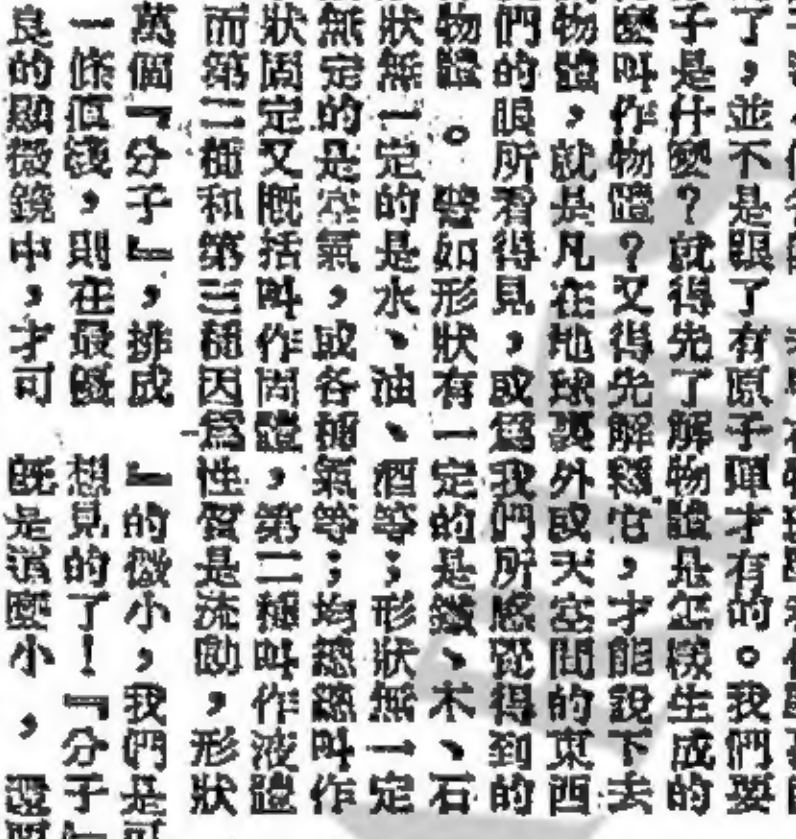 了，並不是跟了有原子彈才有的。我們要
子是什麼？就得先了解物體是怎樣生成的
麼叫作物體？又得先解釋它，才能說下去
物體，就是凡在地球裏外或天空間的東西
們的眼所看得見，或爲我們所感覺得到的
物體。譬如形狀有一定的是鐵、木、石
狀無一定的是水、油、酒等；形狀無一定
無定的是空氣，或各種氣等；均總稱叫作
狀固定又概括叫作固體，第二種叫作液體
而第二種和第三種因爲性質是流動，形狀
萬個『分子』，排成
一條直綫，則在最優
良的顯微鏡中，才可
』的微小，我們是可
想見的了！『分子』
既是這麼小，還